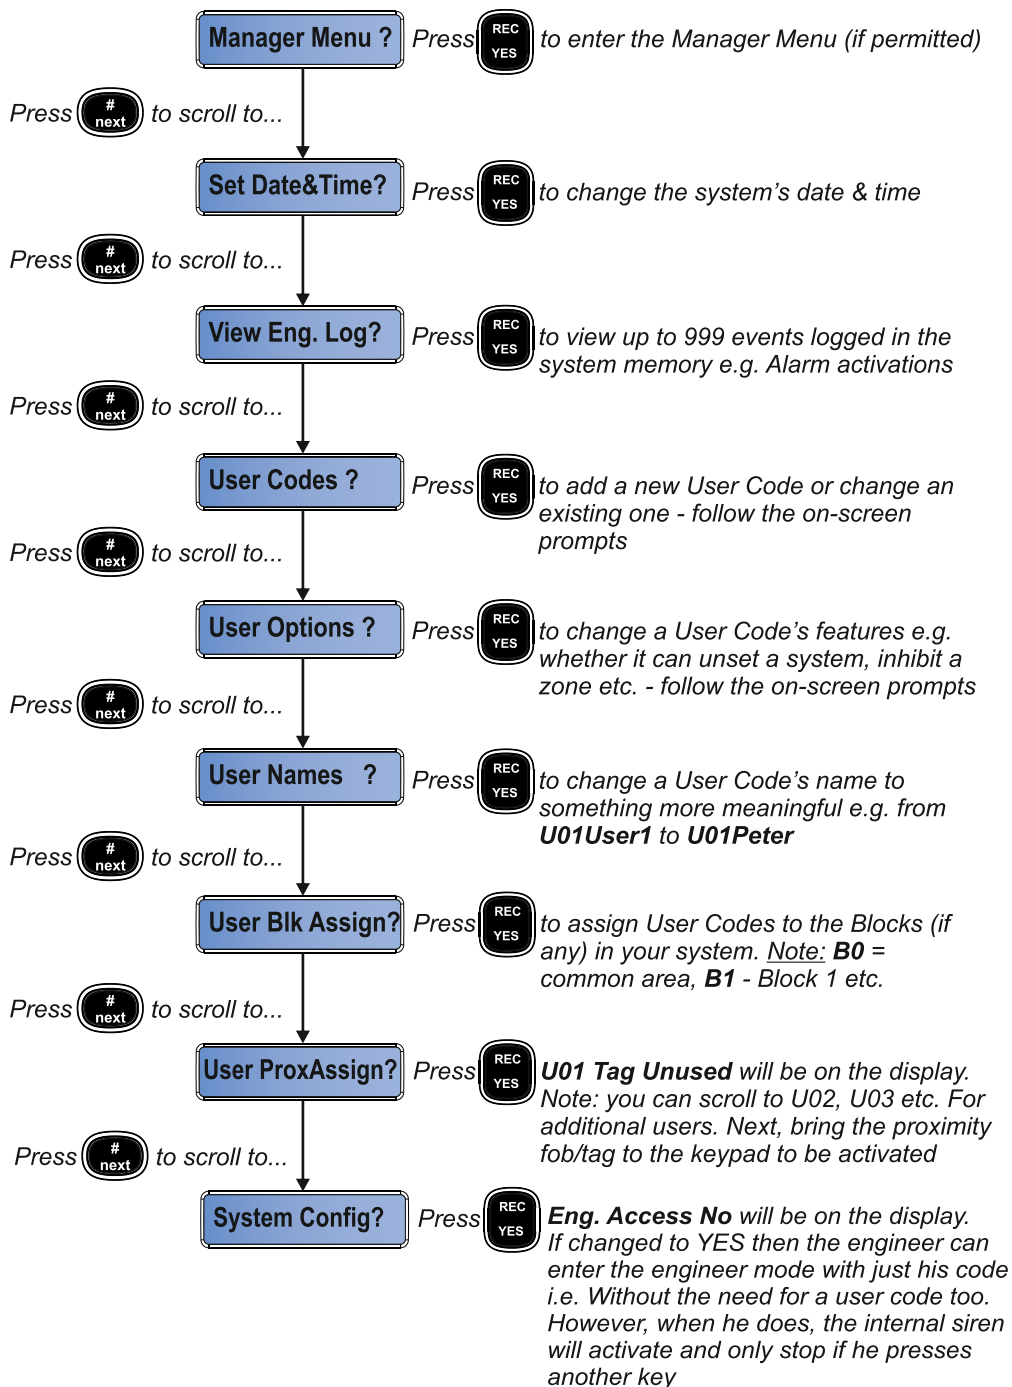 Manager Menu ? Press REC YES to enter the Manager Menu (if permitted)
Press # next to scroll to...
Set Date&Time? Press REC YES to change the system's date & time
Press # next to scroll to...
View Eng. Log? Press REC YES to view up to 999 events logged in the
system memory e.g. Alarm activations
Press # next to scroll to...
User Codes ? Press REC YES to add a new User Code or change an
existing one - follow the on-screen
prompts
Press # next to scroll to...
User Options ? Press REC YES to change a User Code's features e.g.
whether it can unset a system, inhibit a
zone etc. - follow the on-screen prompts
Press # next to scroll to...
User Names ? Press REC YES to change a User Code's name to
something more meaningful e.g. from
U01User1 to U01Peter
Press # next to scroll to...
User Blk Assign? Press REC YES to assign User Codes to the Blocks (if
any) in your system. Note: B0 =
common area, B1 - Block 1 etc.
Press # next to scroll to...
User ProxAssign? Press REC YES U01 Tag Unused will be on the display.
Note: you can scroll to U02, U03 etc. For
additional users. Next, bring the proximity
fob/tag to the keypad to be activated
Press # next to scroll to...
System Config? Press REC YES Eng. Access No will be on the display.
If changed to YES then the engineer can
enter the engineer mode with just his code
i.e. Without the need for a user code too.
However, when he does, the internal siren
will activate and only stop if he presses
another key